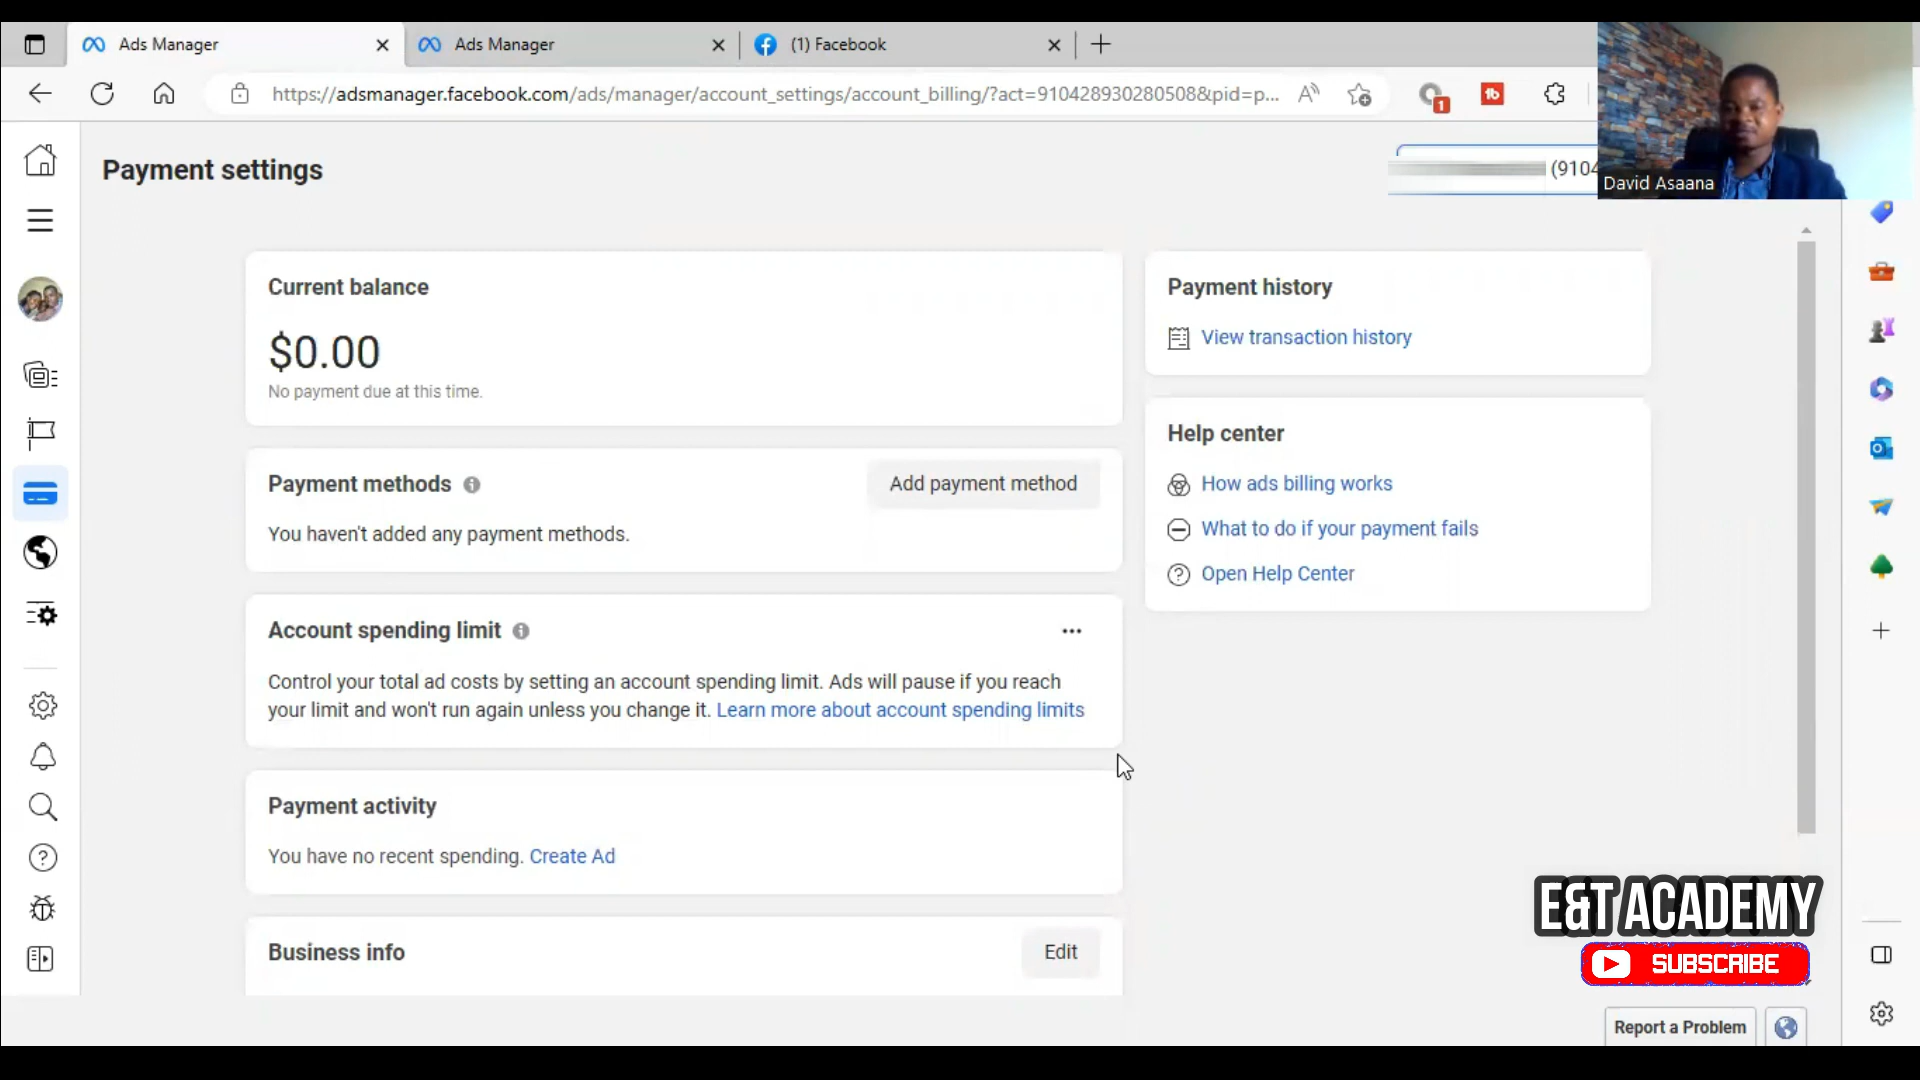 Ads Manager
Ads Manager
(1) Facebook
https://adsmanager.facebook.com/ads/manager/account_settings/account_billing/?act=910428930280508&pid=p...
1
Payment settings
(9104
David Asaana
Current balance
$0.00
No payment due at this time.
Payment methods
Add payment method
You haven't added any payment methods.
Account spending limit
Control your total ad costs by setting an account spending limit. Ads will pause if you reach
your limit and won't run again unless you change it. Learn more about account spending limits
Payment activity
You have no recent spending. Create Ad
Business info
Edit
Payment history
View transaction history
Help center
How ads billing works
What to do if your payment fails
Open Help Center
E&T ACADEMY
SUBSCRIBE
Report a Problem